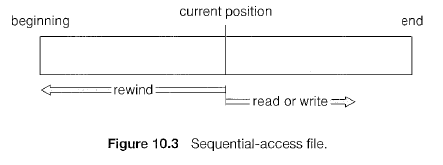 current position
beginning end
rewind
read or write
Figure 10.3 Sequential-access file.